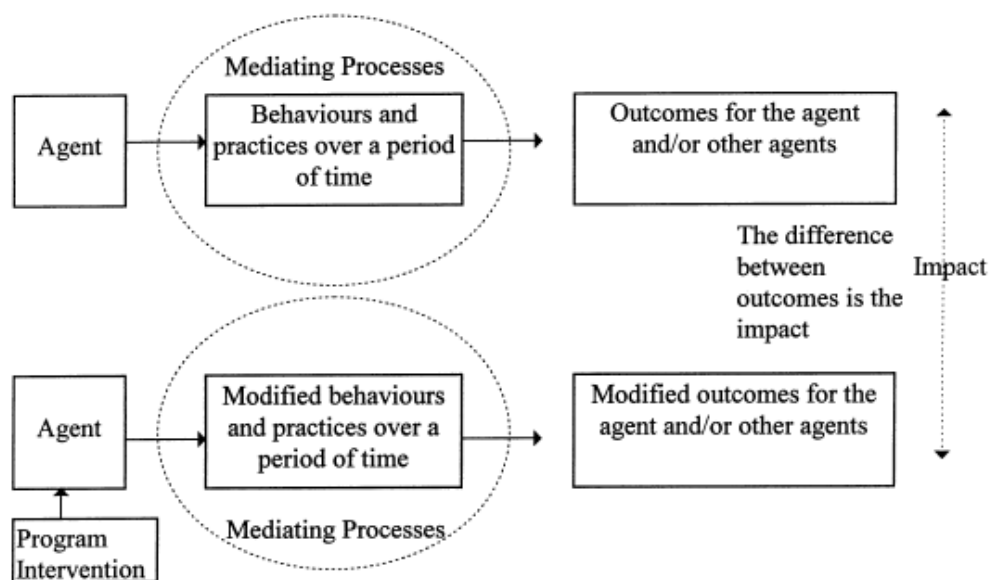 Mediating Processes
Agent
Behaviours and
practices over a period
of time
Outcomes for the agent
and/or other agents
The difference
between
outcomes is the
impact
Impact
Agent
Modified behaviours
and practices over a
period of time
Modified outcomes for the
agent and/or other agents
Mediating Processes
Program
Intervention